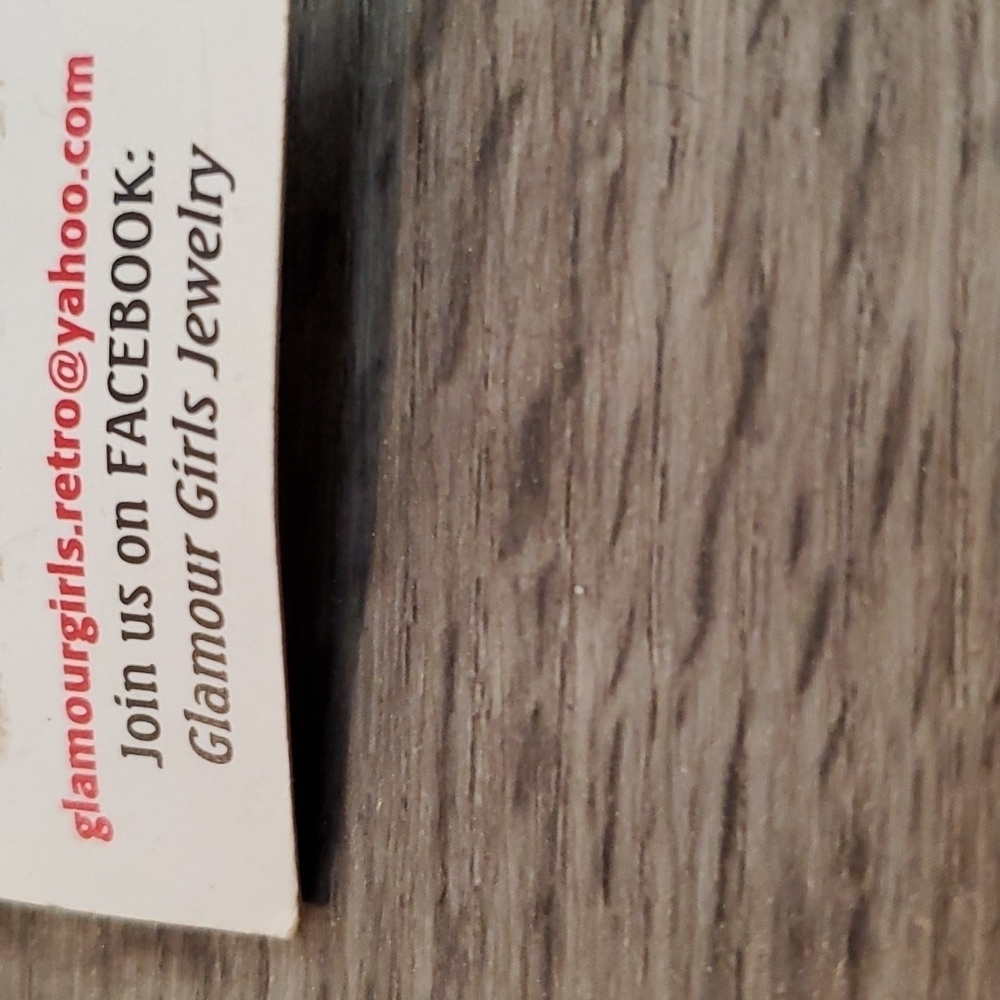 glamourgirls.retro@yahoo.com
Join us on FACEBOOK:
Glamour Girls Jewelry